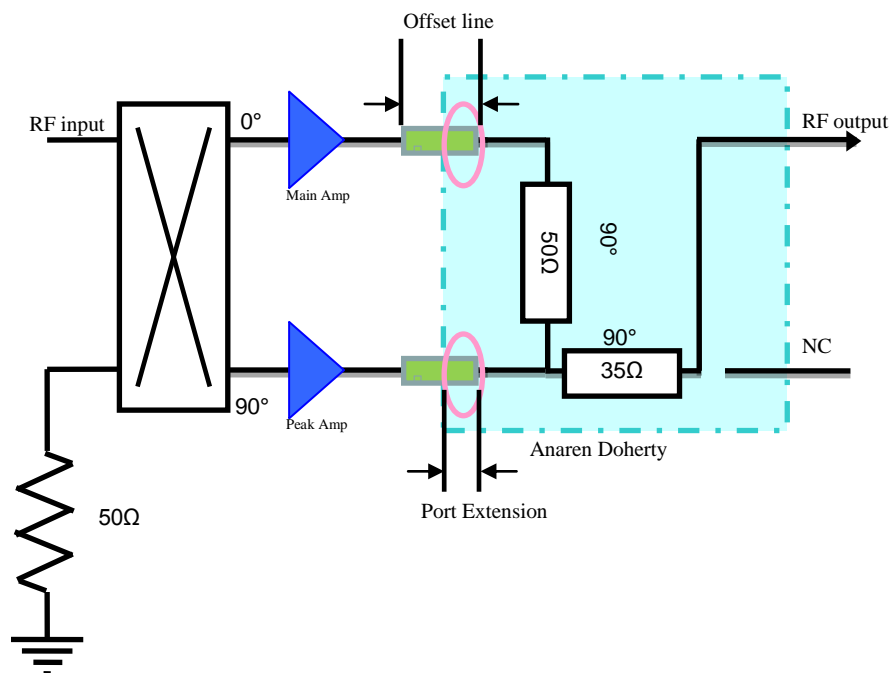 Offset line
RF input
0°
RF output
Main Amp
50Ω
90°
90°
35Ω
NC
90°
Peak Amp
Anaren Doherty
50Ω
Port Extension